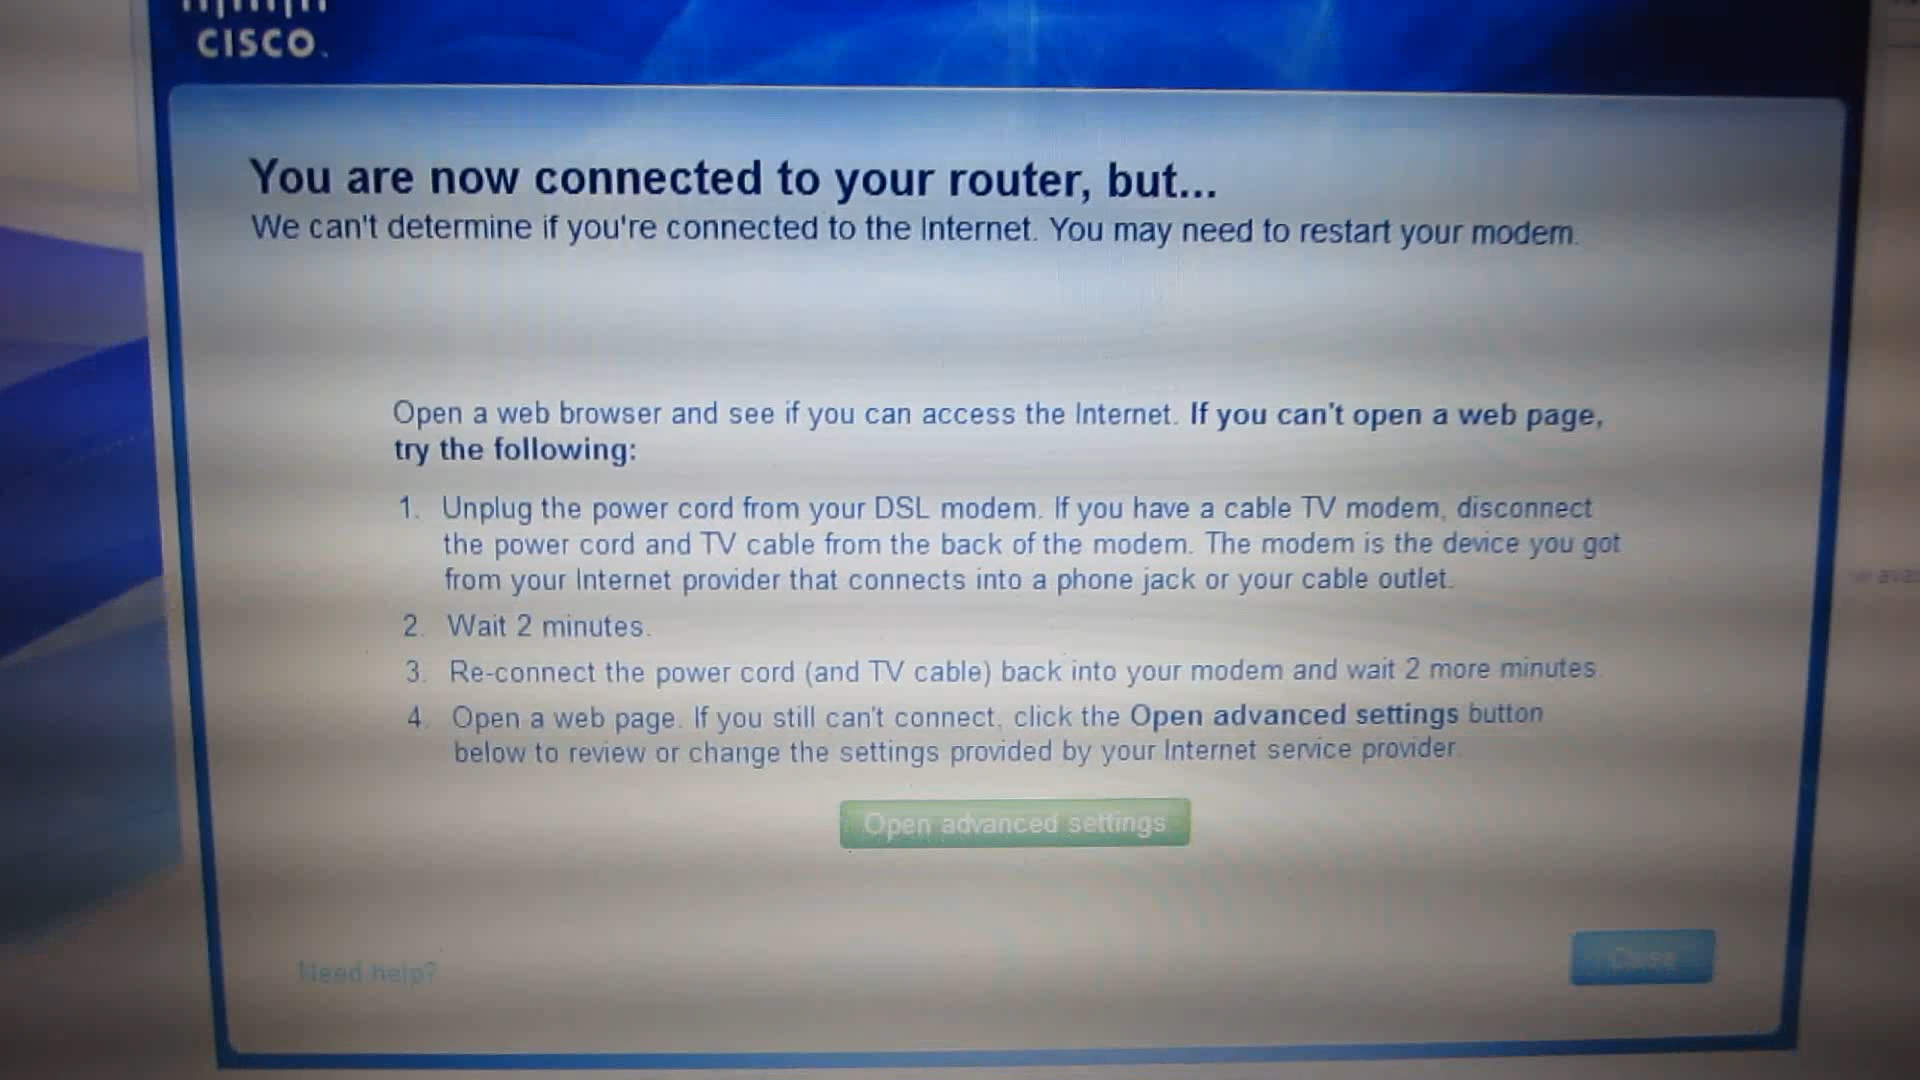 CISCO.
You are now connected to your router, but...
We can't determine if you're connected to the Internet. You may need to restart your modem.
Open a web browser and see if you can access the Internet. If you can't open a web page,
try the following:
1. Unplug the power cord from your DSL modem. If you have a cable TV modem, disconnect
the power cord and TV cable from the back of the modem. The modem is the device you got
from your Internet provider that connects into a phone jack or your cable outlet.
2. Wait 2 minutes.
3. Re-connect the power cord (and TV cable) back into your modem and wait 2 more minutes.
4. Open a web page. If you still can't connect, click the Open advanced settings button
below to review or change the settings provided by your Internet service provider.
Open advanced settings
Need help?
Close